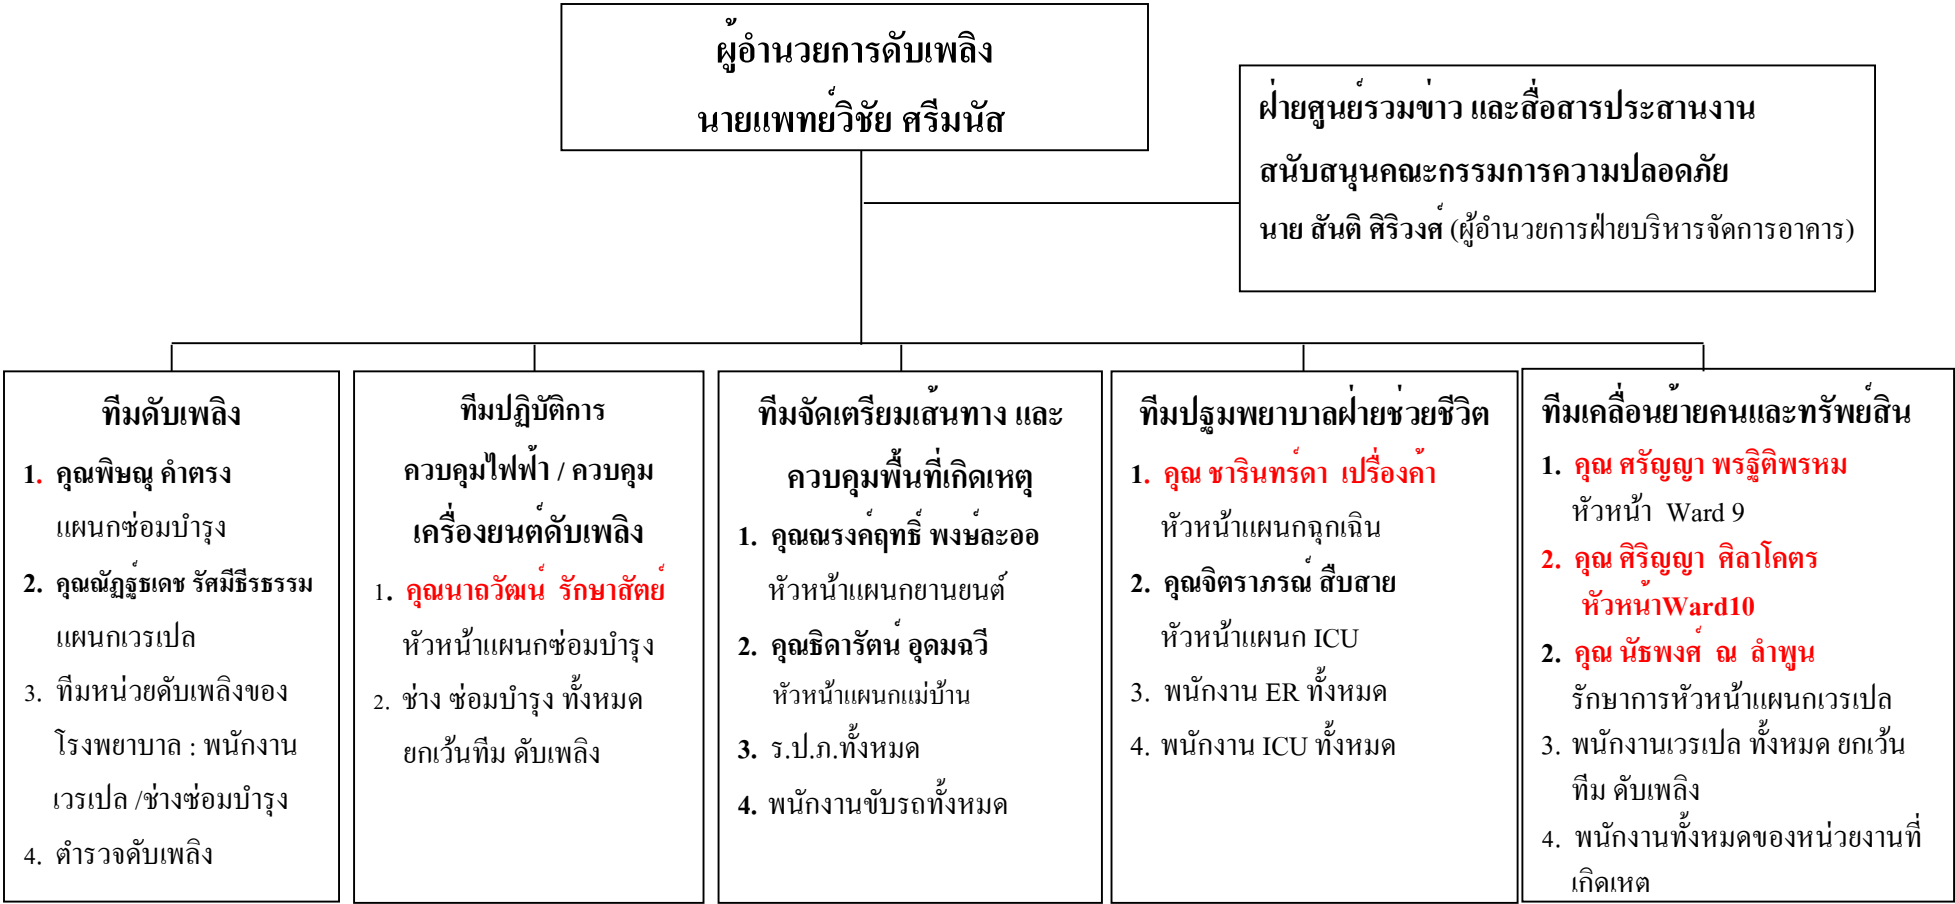 ผู้อำนวยการดับเพลิง
นายแพทย์วิชัย ศรีมนัส
ฝ่ายศูนย์รวมข่าว และสื่อสารประสานงาน
สนับสนุนคณะกรรมการความปลอดภัย
นาย สันติ ศิริวงศ์ (ผู้อำนวยการฝ่ายบริหารจัดการอาคาร)
ทีมดับเพลิง
1. คุณพิษณุ คำตรง
แผนกซ่อมบำรุง
2. คุณณัฏฐ์ธเดช รัศมีธีรธรรม
แผนกเวรเปล
3. ทีมหน่วยดับเพลิงของ
โรงพยาบาล : พนักงาน
เวรเปล /ช่างซ่อมบำรุง
4. ตำรวจดับเพลิง
ทีมปฏิบัติการ
ควบคุมไฟฟ้า / ควบคุม
เครื่องยนต์ดับเพลิง
1. คุณนาถวัฒน์ รักษาสัตย์
หัวหน้าแผนกซ่อมบำรุง
2. ช่าง ซ่อมบำรุง ทั้งหมด
ยกเว้นทีม ดับเพลิง
ทีมจัดเตรียมเส้นทาง และ
ควบคุมพื้นที่เกิดเหตุ
1. คุณณรงค์ฤทธิ์ พงษ์ละออ
หัวหน้าแผนกยานยนต์
2. คุณธิดารัตน์ อุดมฉวี
หัวหน้าแผนกแม่บ้าน
3. ร.ป.ภ.ทั้งหมด
4. พนักงานขับรถทั้งหมด
ทีมปฐมพยาบาลฝ่ายช่วยชีวิต
1. คุณ ชารินทร์ดา เปรื่องค้า
หัวหน้าแผนกฉุกเฉิน
2. คุณจิตราภรณ์ สืบสาย
หัวหน้าแผนก ICU
3. พนักงาน ER ทั้งหมด
4. พนักงาน ICU ทั้งหมด
ทีมเคลื่อนย้ายคนและทรัพย์สิน
1. คุณ ศรัญญา พรฐิติพรหม
หัวหน้า Ward 9
2. คุณ ศิริญญา ศิลาโคตร
หัวหน้าWard10
2. คุณ นัธพงศ์ ณ ลำพูน
รักษาการหัวหน้าแผนกเวรเปล
3. พนักงานเวรเปล ทั้งหมด ยกเว้น
ทีม ดับเพลิง
4. พนักงานทั้งหมดของหน่วยงานที่
เกิดเหต